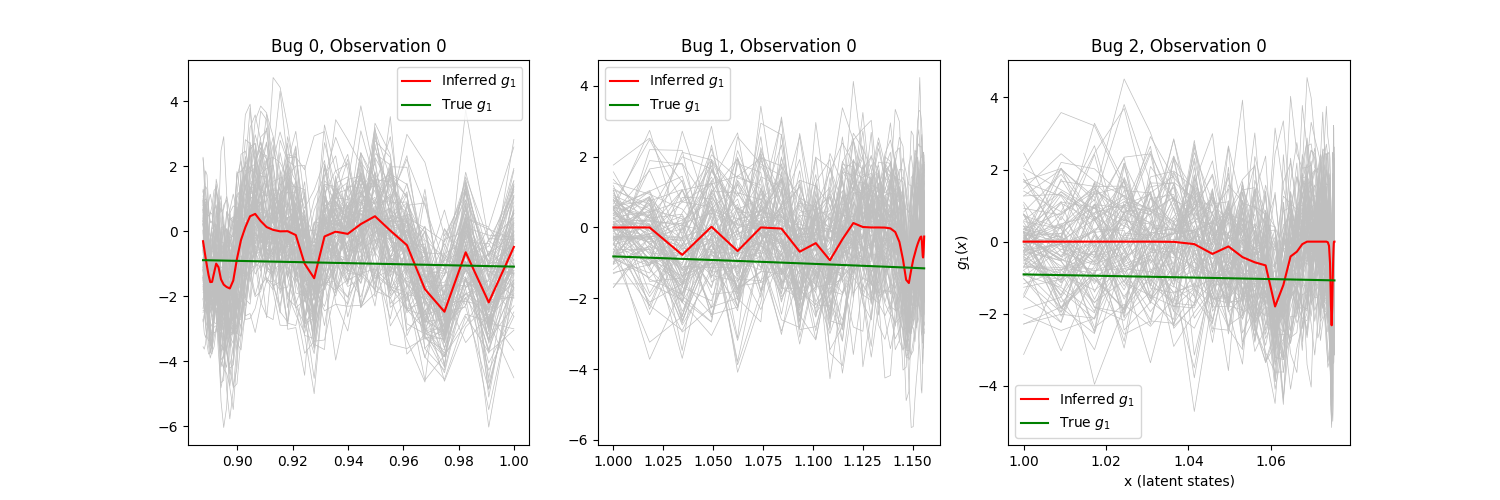 Bug 0, Observation 0
Inferred g₁
True g₁
4
2
0
−2
−4
−6
0.90 0.92 0.94 0.96 0.98 1.00
Bug 1, Observation 0
Inferred g₁
True g₁
4
2
0
−2
−4
−6
1.000 1.025 1.050 1.075 1.100 1.125 1.150
Bug 2, Observation 0
g₁(x)
4
2
0
−2
−4
Inferred g₁
True g₁
1.00 1.02 1.04 1.06
x (latent states)